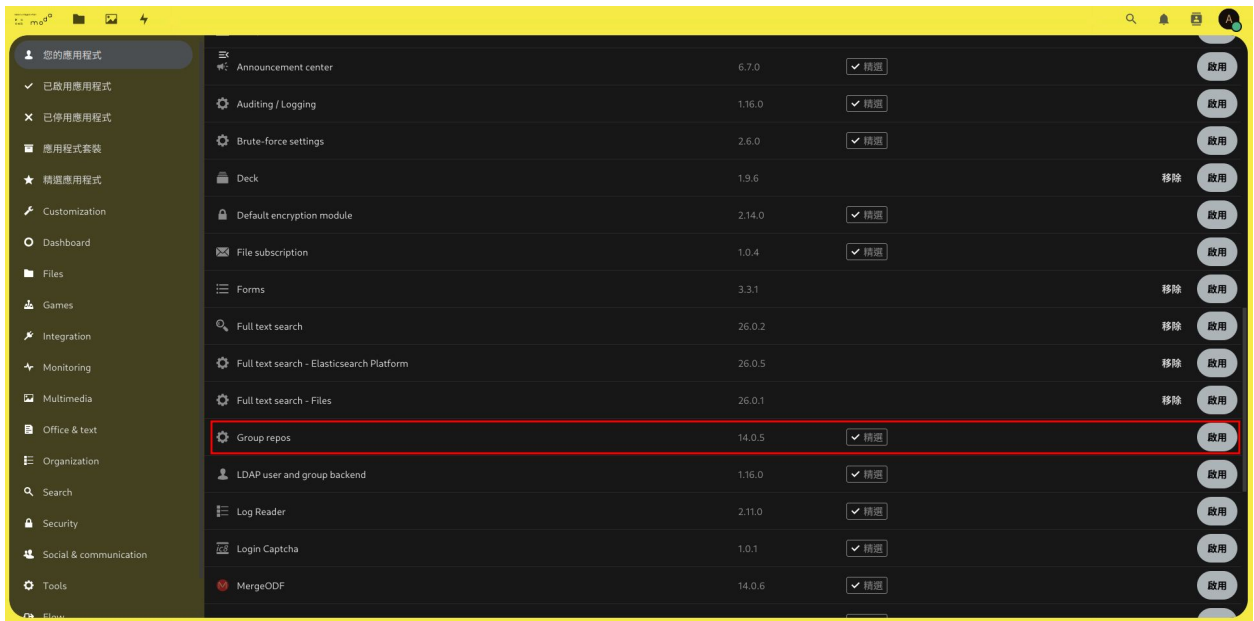 moda
A
您的應用程式
已啟用應用程式
已停用應用程式
應用程式套裝
精選應用程式
Customization
Dashboard
Files
Games
Integration
Monitoring
Multimedia
Office & text
Organization
Search
Security
Social & communication
Tools
Flow
Announcement center 6.7.0 精選 啟用
Auditing / Logging 1.16.0 精選 啟用
Brute-force settings 2.6.0 精選 啟用
Deck 1.9.6 移除 啟用
Default encryption module 2.14.0 精選 啟用
File subscription 1.0.4 精選 啟用
Forms 3.3.1 移除 啟用
Full text search 26.0.2 移除 啟用
Full text search - Elasticsearch Platform 26.0.5 移除 啟用
Full text search - Files 26.0.1 移除 啟用
Group repos 14.0.5 精選 啟用
LDAP user and group backend 1.16.0 精選 啟用
Log Reader 2.11.0 精選 啟用
Login Captcha 1.0.1 精選 啟用
MergeODF 14.0.6 精選 啟用